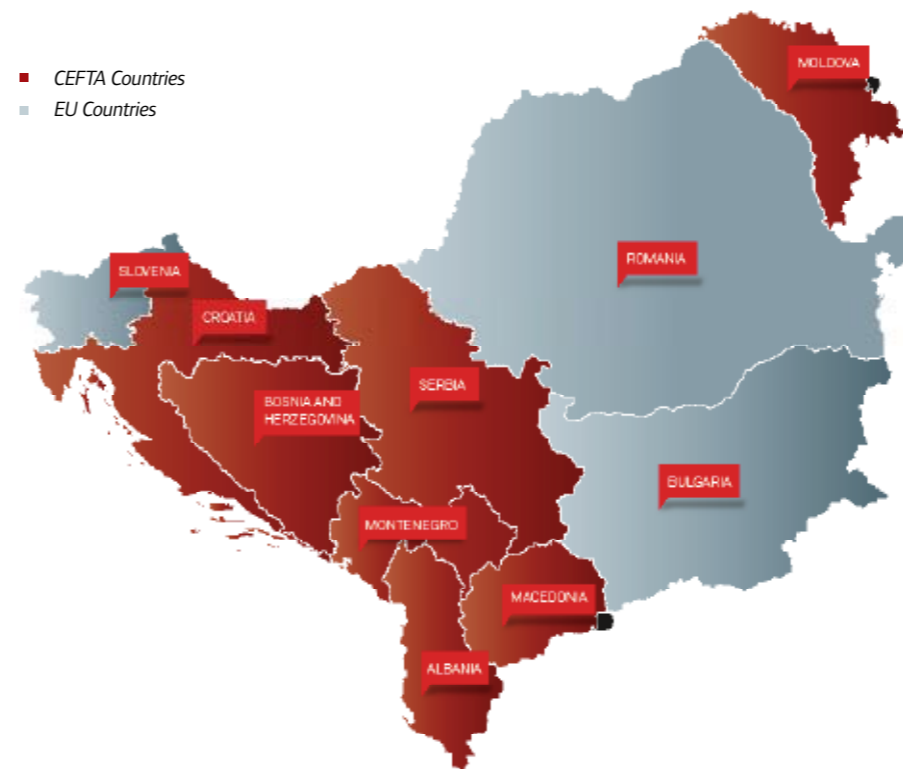 CEFTA Countries
EU Countries
MOLDOVA
ROMANIA
SLOVENIA
CROATIA
SERBIA
BOSNIA AND
HERZEGOVINA
BULGARIA
MONTENEGRO
MACEDONIA
ALBANIA